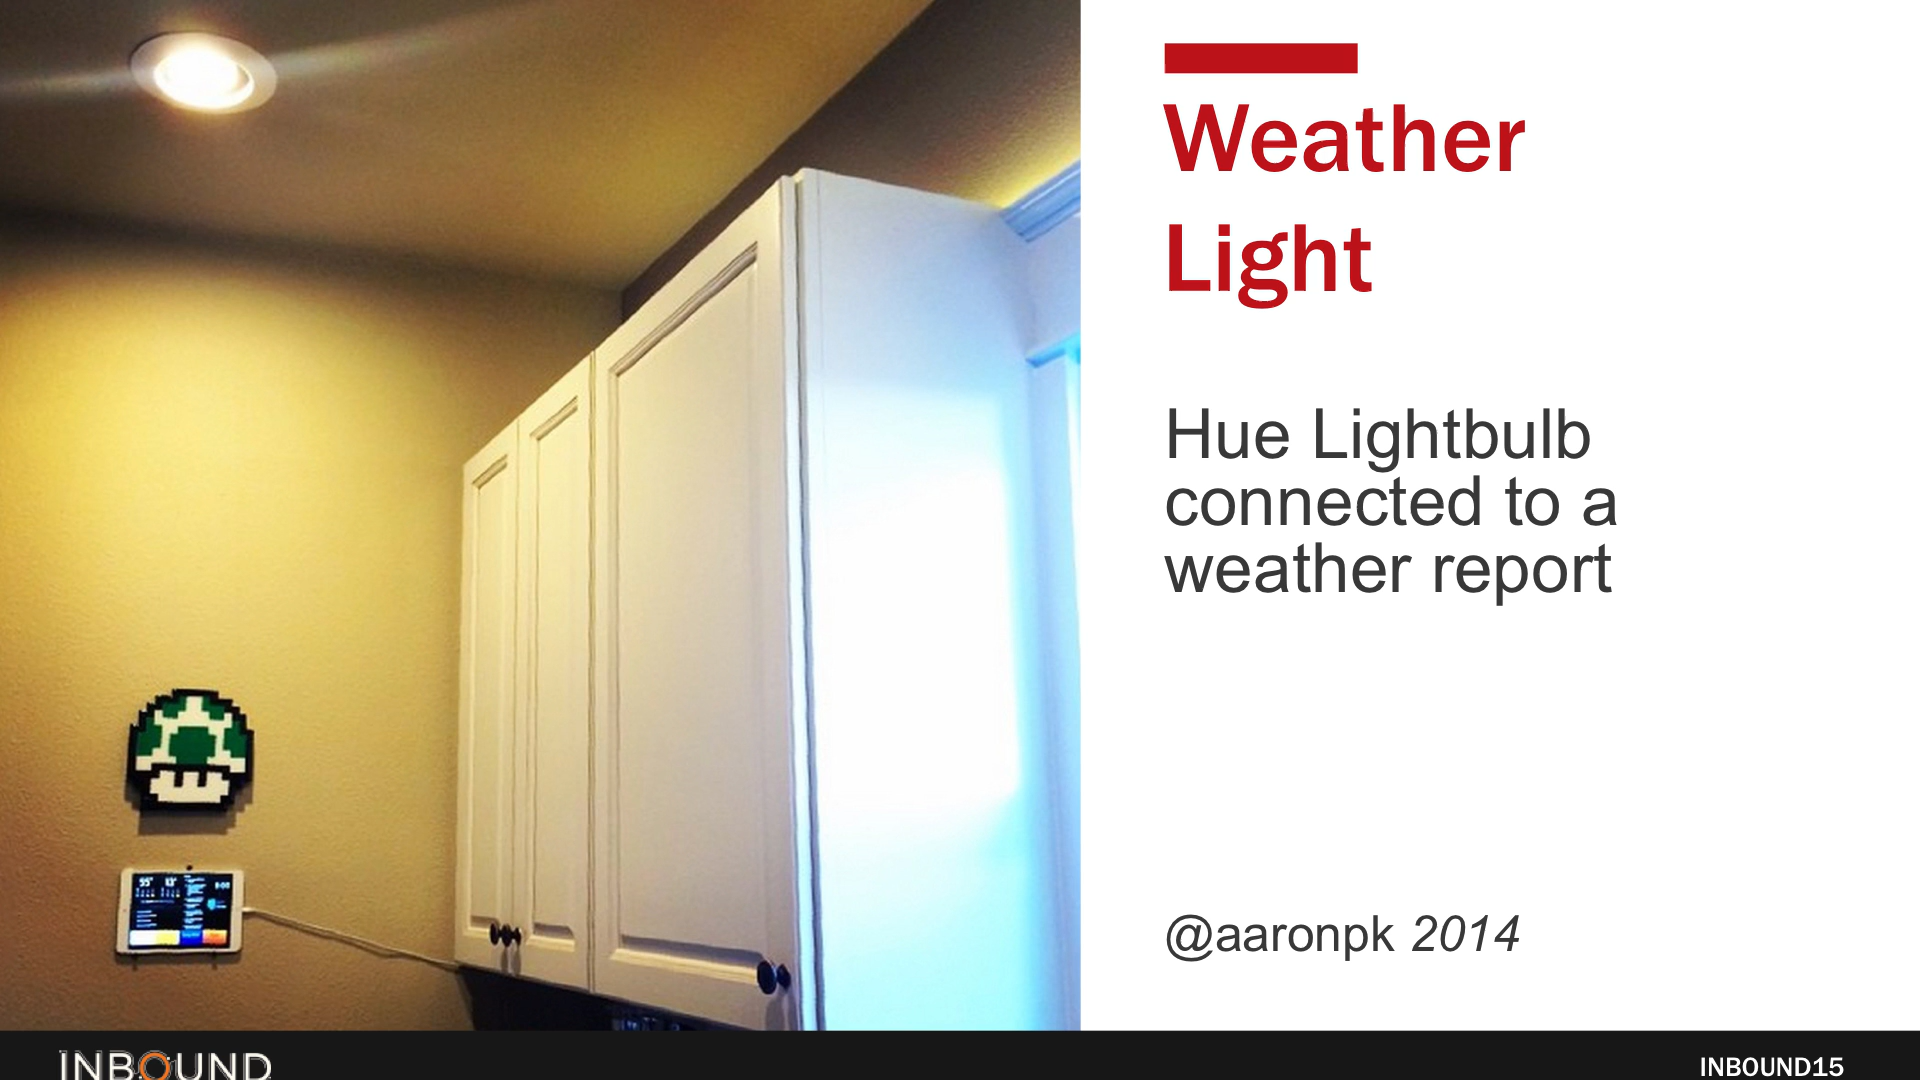 Weather
Light
Hue Lightbulb
connected to a
weather report
@aaronpk 2014
INBOUND
INBOUND15